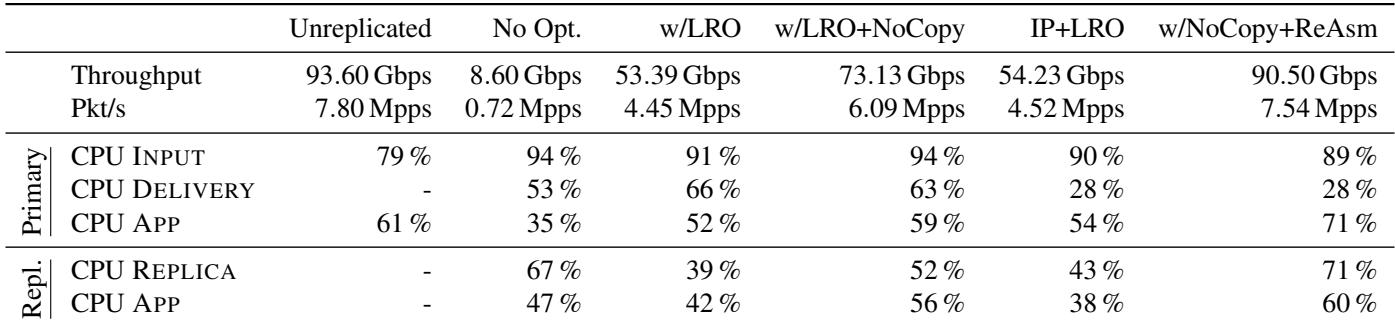 Unreplicated No Opt. w/LRO w/LRO+NoCopy IP+LRO w/NoCopy+ReAsm
Throughput 93.60 Gbps 8.60 Gbps 53.39 Gbps 73.13 Gbps 54.23 Gbps 90.50 Gbps
Pkt/s 7.80 Mpps 0.72 Mpps 4.45 Mpps 6.09 Mpps 4.52 Mpps 7.54 Mpps
Primary
CPU INPUT 79 % 94 % 91 % 94 % 90 % 89 %
CPU DELIVERY - 53 % 66 % 63 % 28 % 28 %
CPU APP 61 % 35 % 52 % 59 % 54 % 71 %
Repl.
CPU REPLICA - 67 % 39 % 52 % 43 % 71 %
CPU APP - 47 % 42 % 56 % 38 % 60 %